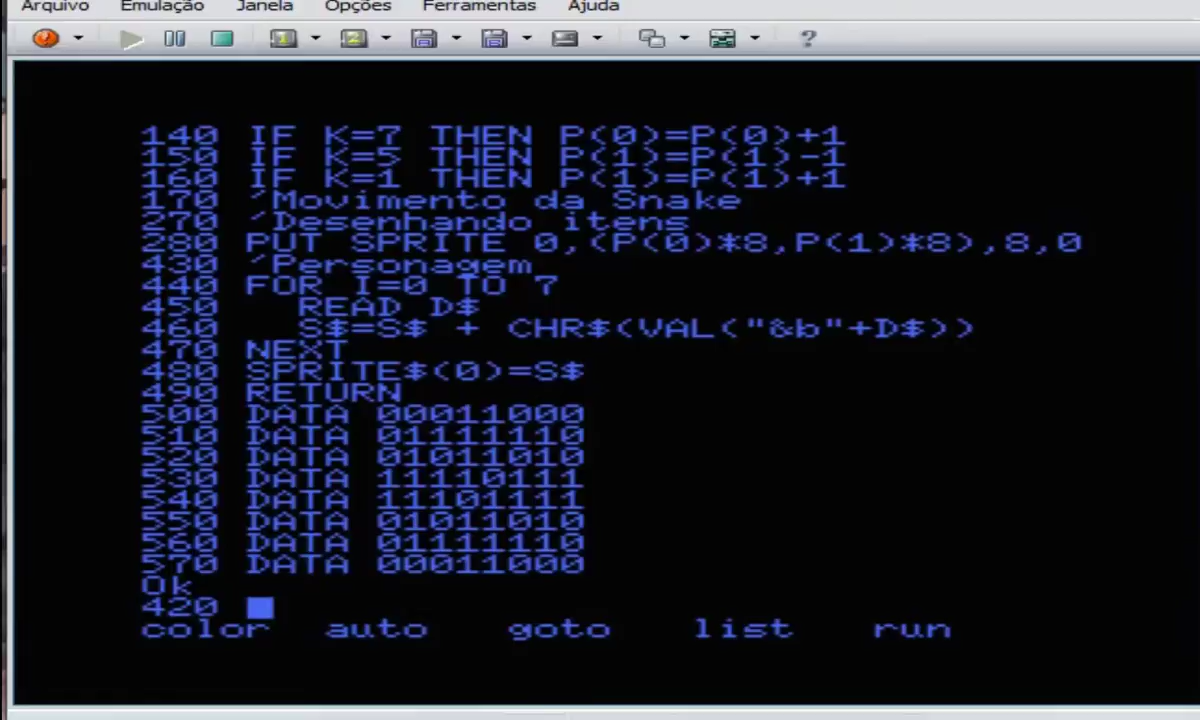 Arquivo Emulação Janela Opções Ferramentas Ajuda
140 IF K=7 THEN P(0)=P(0)+1
150 IF K=5 THEN P(1)=P(1)-1
160 IF K=1 THEN P(1)=P(1)+1
170 'Movimento da Snake
270 'Desenhando itens
280 PUT SPRITE 0,(P(0)*8,P(1)*8),8,0
430 'Personagem
440 FOR I=0 TO 7
450 READ D$
460 S$=S$ + CHR$(VAL("&b"+D$))
470 NEXT
480 SPRITE$(0)=S$
490 RETURN
500 DATA 00011000
510 DATA 01111110
520 DATA 01011010
530 DATA 11110111
540 DATA 11101111
550 DATA 01011010
560 DATA 01111110
570 DATA 00011000
Ok
420
color auto goto list run